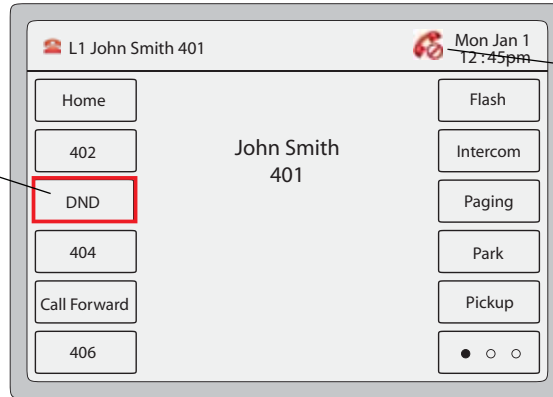 L1 John Smith 401
Mon Jan 1
12 : 45pm
Home
402
DND
404
Call Forward
406
John Smith
401
Flash
Intercom
Paging
Park
Pickup